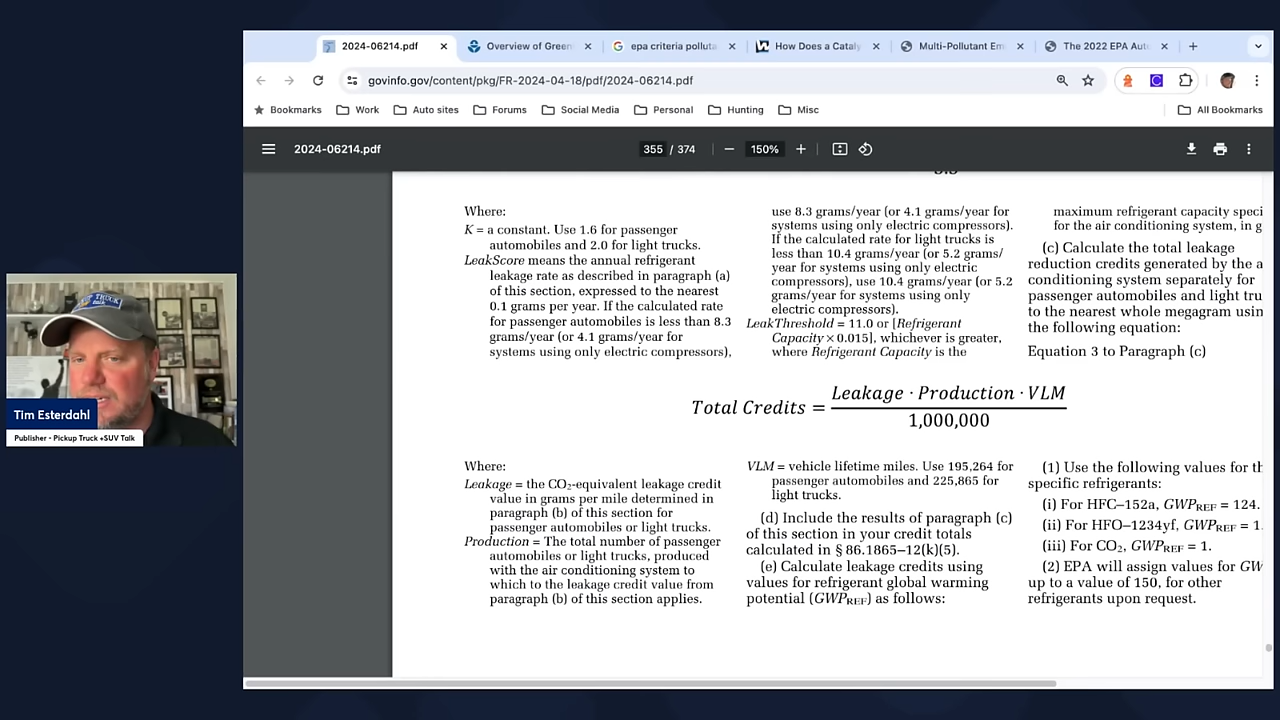 2024-06214.pdf
Overview of Green
epa criteria polluta
How Does a Cataly
Multi-Pollutant Em
The 2022 EPA Auto
govinfo.gov/content/pkg/FR-2024-04-18/pdf/2024-06214.pdf
Bookmarks
Work
Auto sites
Forums
Social Media
Personal
Hunting
Misc
All Bookmarks
2024-06214.pdf
355 / 374
150%
Where:
K = a constant. Use 1.6 for passenger
automobiles and 2.0 for light trucks.
LeakScore means the annual refrigerant
leakage rate as described in paragraph (a)
of this section, expressed to the nearest
0.1 grams per year. If the calculated rate
for passenger automobiles is less than 8.3
grams/year (or 4.1 grams/year for
systems using only electric compressors),
use 8.3 grams/year (or 4.1 grams/year for
systems using only electric compressors).
If the calculated rate for light trucks is
less than 10.4 grams/year (or 5.2 grams/
year for systems using only electric
compressors), use 10.4 grams/year (or 5.2
grams/year for systems using only
electric compressors).
LeakThreshold = 11.0 or [Refrigerant
Capacity × 0.015], whichever is greater,
where Refrigerant Capacity is the
maximum refrigerant capacity speci
for the air conditioning system, in g
(c) Calculate the total leakage
reduction credits generated by the a
conditioning system separately for
passenger automobiles and light tru
to the nearest whole megagram usin
the following equation:
Equation 3 to Paragraph (c)
Total Credits = Leakage · Production · VLM
1,000,000
Where:
Leakage = the CO₂-equivalent leakage credit
value in grams per mile determined in
paragraph (b) of this section for
passenger automobiles or light trucks.
Production = The total number of passenger
automobiles or light trucks, produced
with the air conditioning system to
which to the leakage credit value from
paragraph (b) of this section applies.
VLM = vehicle lifetime miles. Use 195,264 for
passenger automobiles and 225,865 for
light trucks.
(d) Include the results of paragraph (c)
of this section in your credit totals
calculated in § 86.1865–12(k)(5).
(e) Calculate leakage credits using
values for refrigerant global warming
potential (GWPREF) as follows:
(1) Use the following values for th
specific refrigerants:
(i) For HFC–152a, GWPREF = 124.
(ii) For HFO–1234yf, GWPREF = 1.
(iii) For CO₂, GWPREF = 1.
(2) EPA will assign values for GW
up to a value of 150, for other
refrigerants upon request.
Tim Esterdahl
Publisher - Pickup Truck +SUV Talk